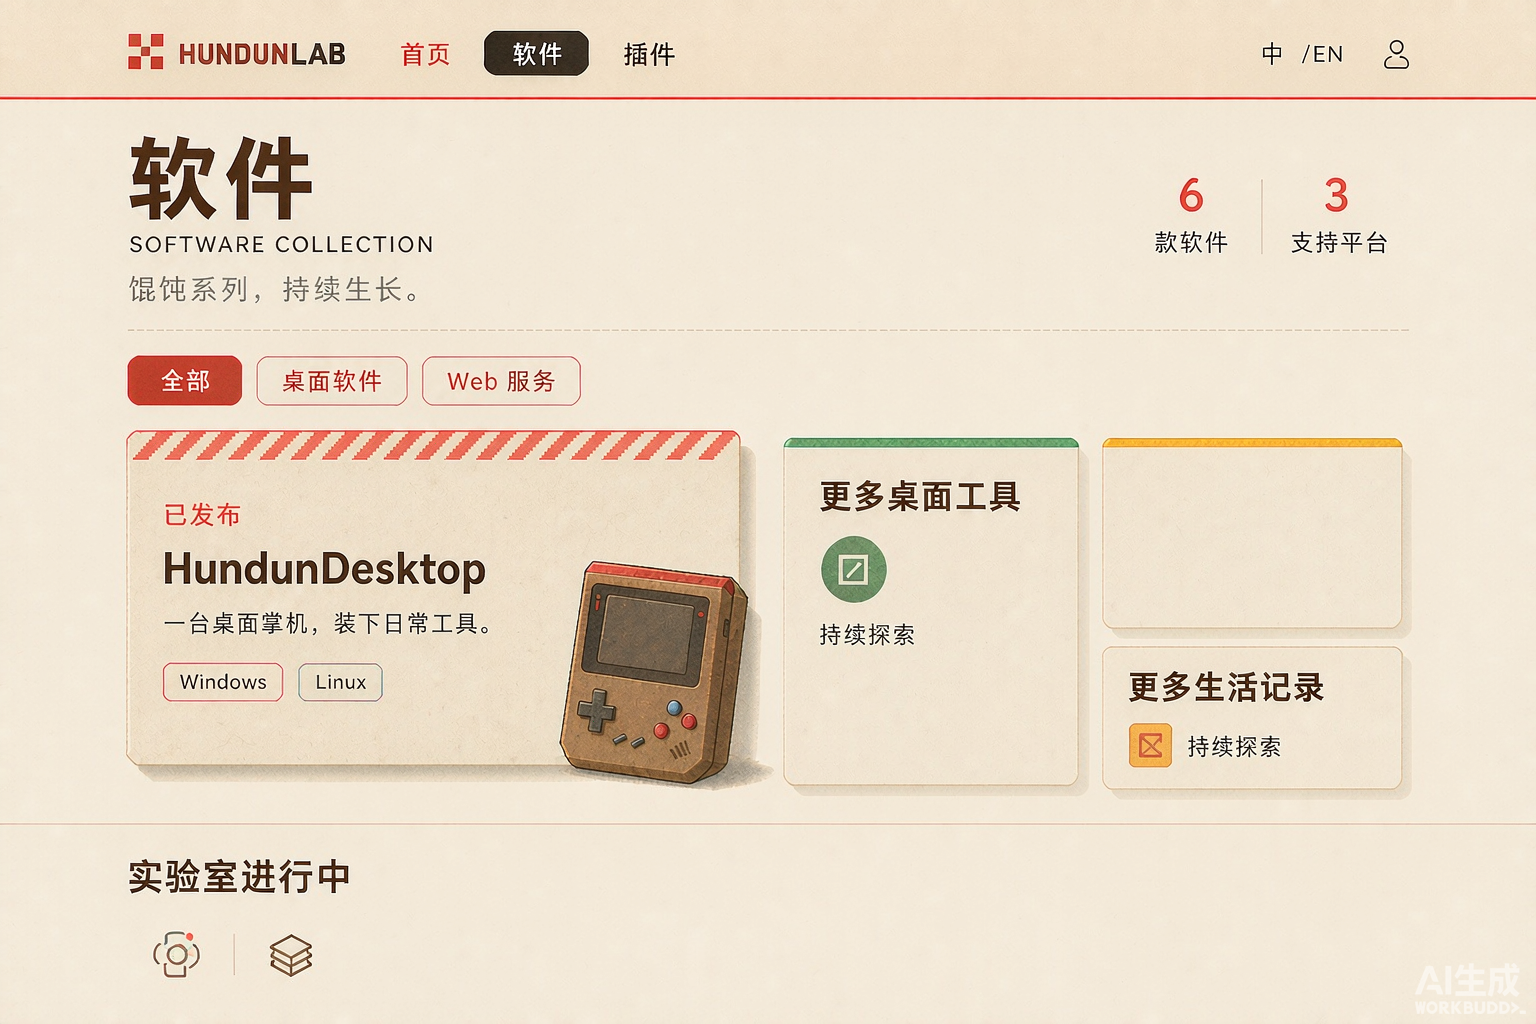 HUNDUNLAB 首页 软件 插件 中 /EN
软件
SOFTWARE COLLECTION
馄饨系列，持续生长。
6
款软件
3
支持平台
全部 桌面软件 Web 服务
已发布
HundunDesktop
一台桌面掌机，装下日常工具。
Windows Linux
更多桌面工具
持续探索
更多生活记录
持续探索
实验室进行中
AI生成
WORKBUDD